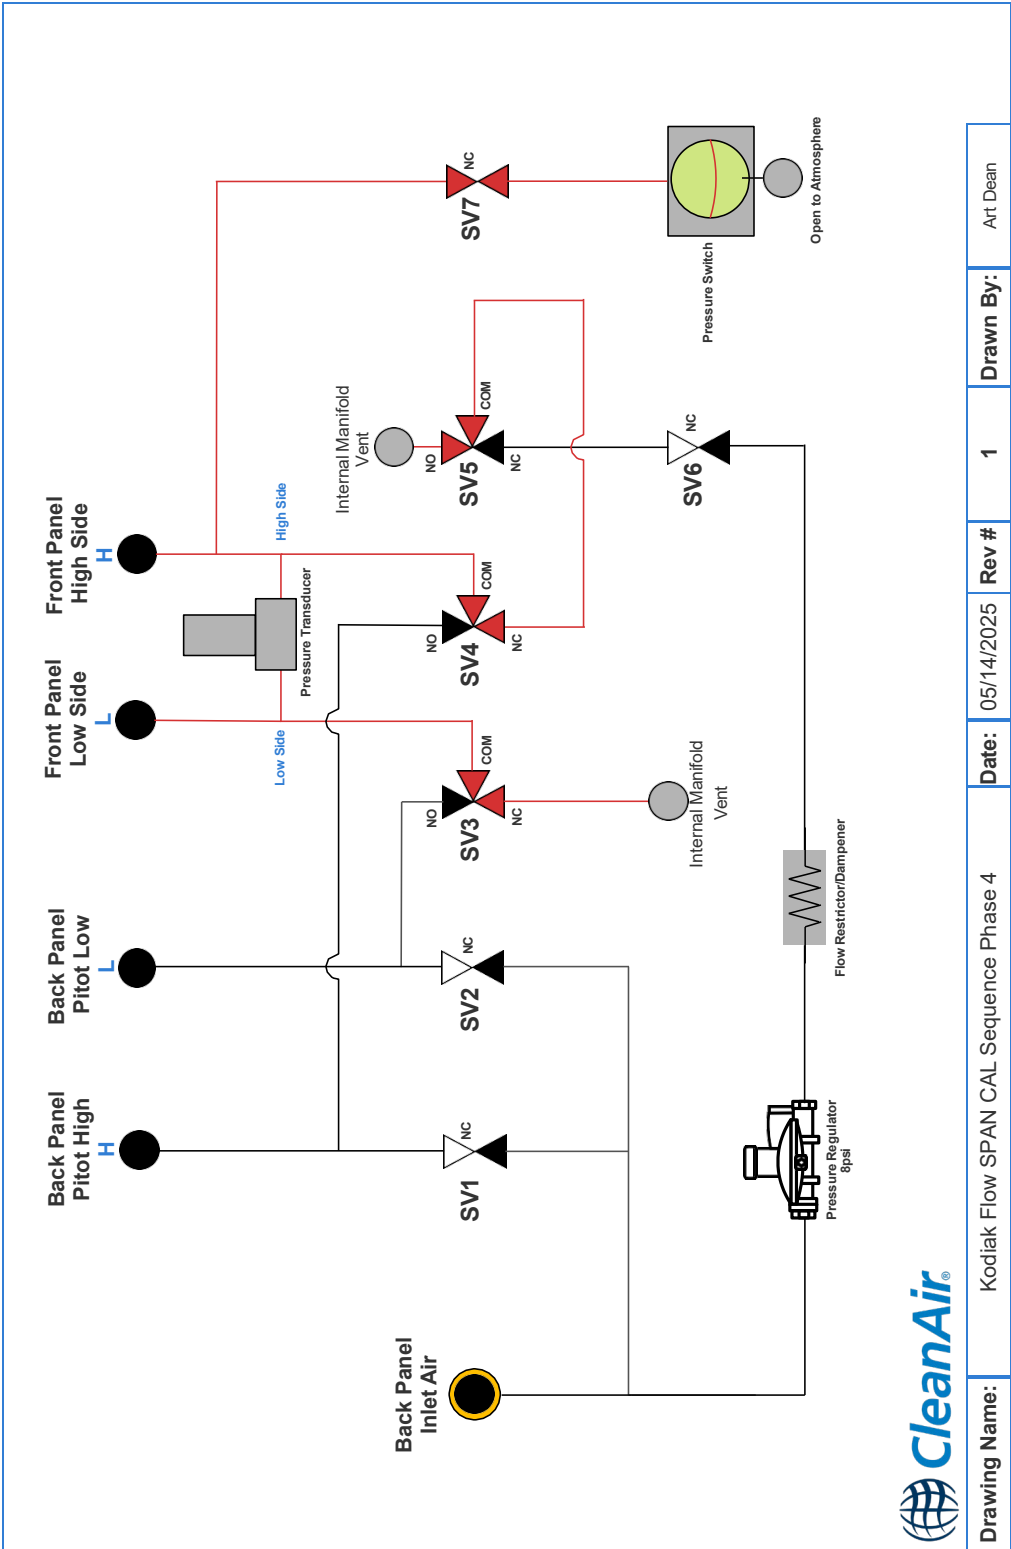 Back Panel
Inlet Air
Back Panel
Pitot High
H
Back Panel
Pitot Low
L
Front Panel
Low Side
L
Front Panel
High Side
H
Low Side
High Side
Pressure Transducer
Internal Manifold
Vent
NC
SV1
NC
SV2
NO
COM
NC
SV3
NO
COM
NC
SV4
NO
COM
NC
SV5
NC
SV7
Internal Manifold
Vent
NC
SV6
Pressure Switch
Open to Atmosphere
Pressure Regulator
8psi
Flow Restrictor/Dampener
CleanAir®
Drawing Name: Kodiak Flow SPAN CAL Sequence Phase 4 Date: 05/14/2025 Rev # 1 Drawn By: Art Dean